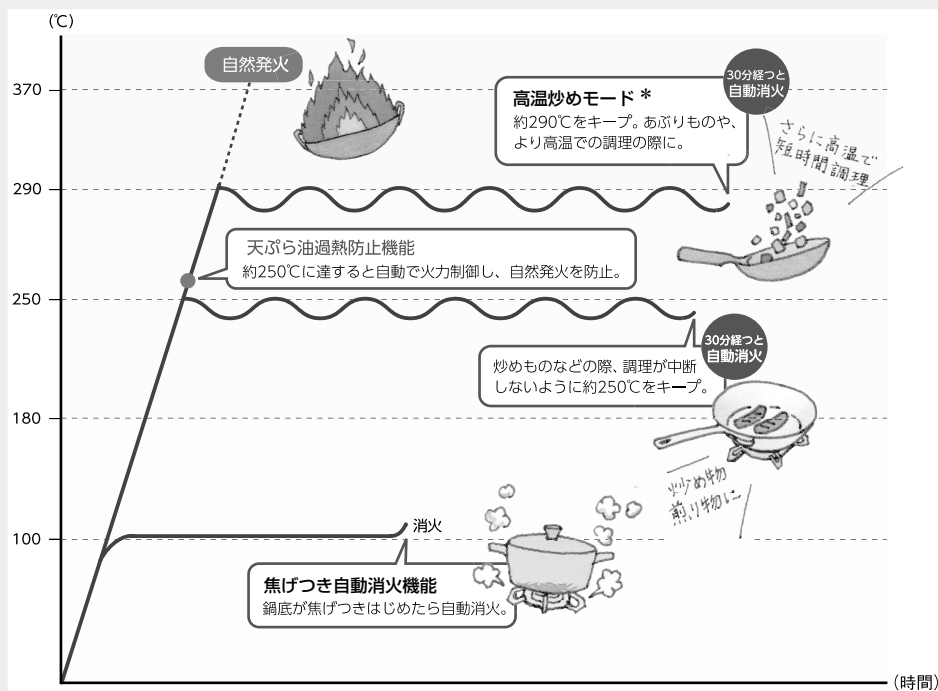 (℃)
自然発火
370
30分経つと
自動消火
高温炒めモード＊
約290℃をキープ。あぶりものや、
より高温での調理の際に。
さらに高温で
短時間調理
290
天ぷら油過熱防止機能
約250℃に達すると自動で火力制御し、自然発火を防止。
250
30分経つと
自動消火
炒めものなどの際、調理が中断
しないように約250℃をキープ。
180
炒め物
煎り物に
消火
100
焦げつき自動消火機能
鍋底が焦げつきはじめたら自動消火。
(時間)